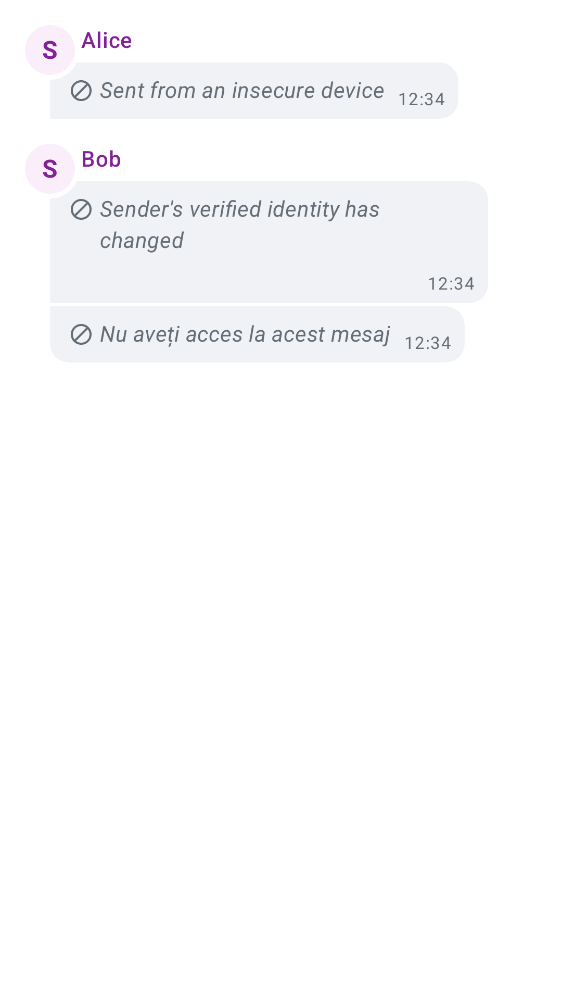 S Alice
Sent from an insecure device 12:34
S Bob
Sender's verified identity has
changed
12:34
Nu aveți acces la acest mesaj 12:34